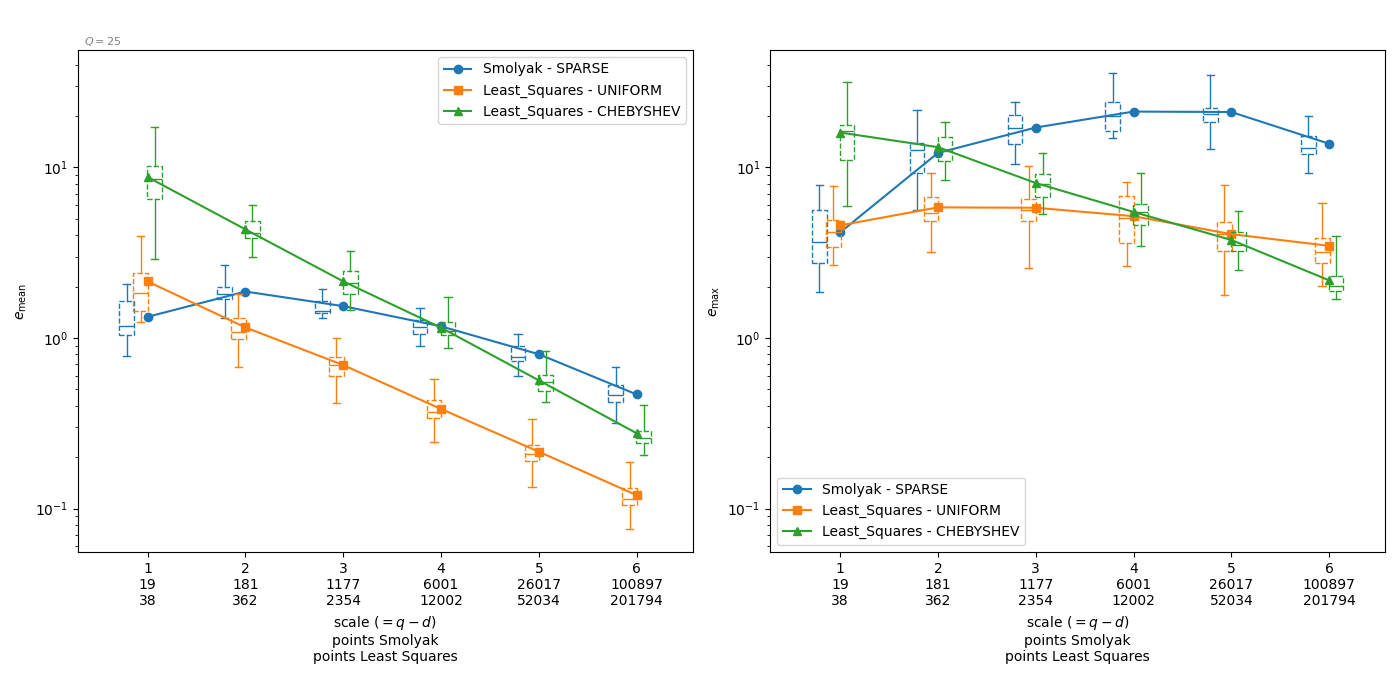 Q = 25
Smolyak - SPARSE
Least_Squares - UNIFORM
Least_Squares - CHEBYSHEV
10¹
10⁰
10⁻¹
e_mean
1 2 3 4 5 6
19 181 1177 6001 26017 100897
38 362 2354 12002 52034 201794
scale (= q − d)
points Smolyak
points Least Squares
10¹
10⁰
10⁻¹
e_max
Smolyak - SPARSE
Least_Squares - UNIFORM
Least_Squares - CHEBYSHEV
1 2 3 4 5 6
19 181 1177 6001 26017 100897
38 362 2354 12002 52034 201794
scale (= q − d)
points Smolyak
points Least Squares